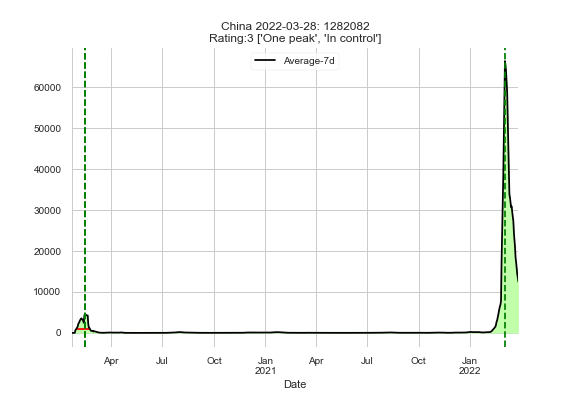 China 2022-03-28: 1282082
Rating:3 ['One peak', 'In control']
Average-7d
60000
50000
40000
30000
20000
10000
0
Apr Jul Oct Jan Apr Jul Oct Jan
2021 2022
Date